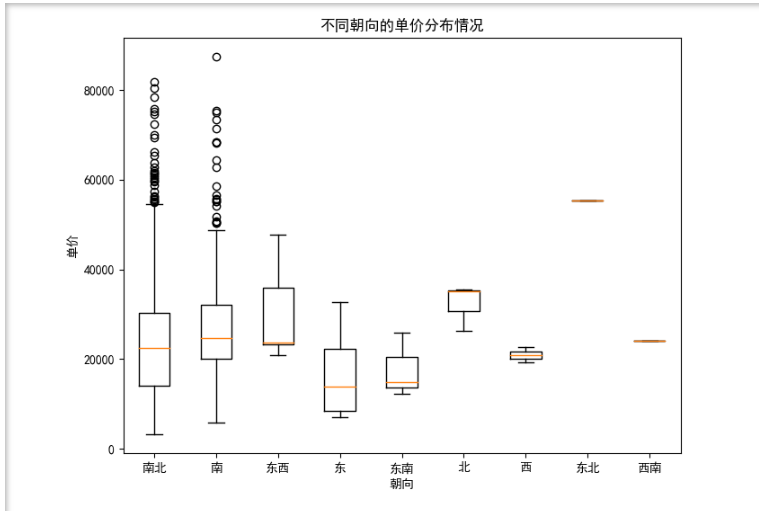 不同朝向的单价分布情况
80000
60000
单价
40000
20000
0
南北 南 东西 东 东南 北 西 东北 西南
朝向